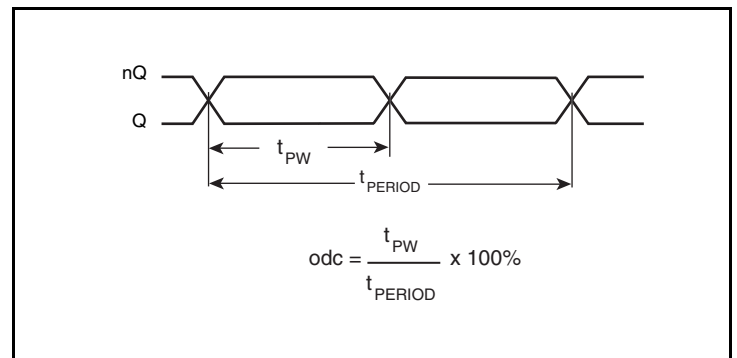 nQ
Q
tPW
tPERIOD
odc = tPW x 100%
tPERIOD